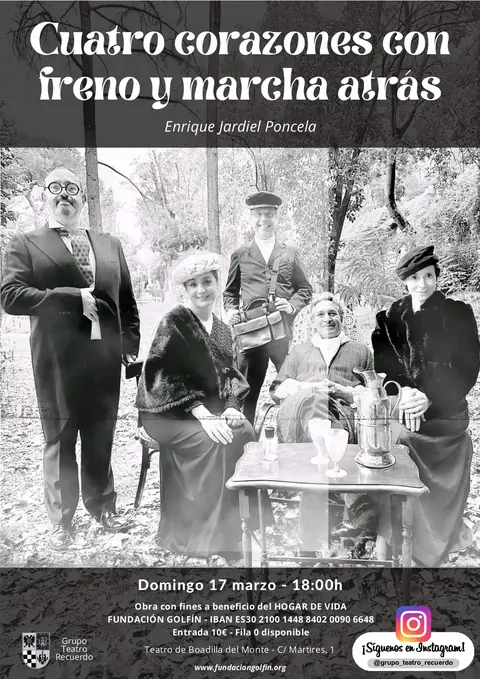 Cuatro corazones con
freno y marcha atrás
Enrique Jardiel Poncela
Domingo 17 marzo - 18:00h
Obra con fines a beneficio del HOGAR DE VIDA
FUNDACIÓN GOLFÍN - IBAN ES30 2100 1448 8402 0090 6648
Entrada 10€ - Fila 0 disponible
Teatro de Boadilla del Monte - C/ Mártires, 1
www.fundaciongolfin.org
Grupo
Teatro
Recuerdo
¡Síguenos en Instagram!
@grupo_teatro_recuerdo